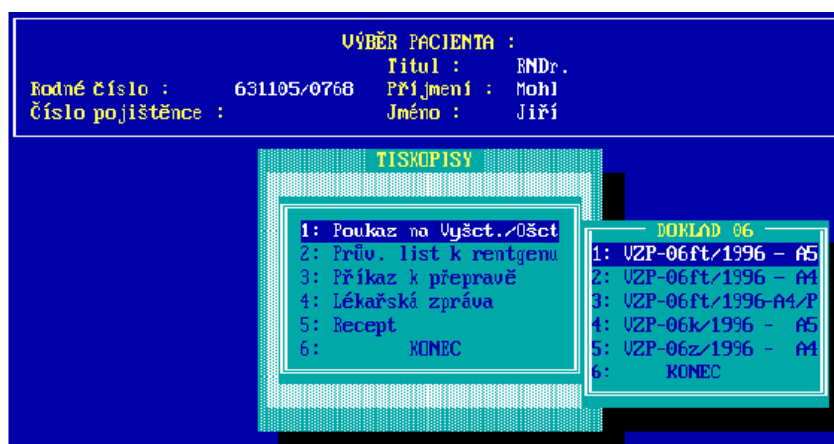 VÝBĚR PACIENTA :
Titul : RNDr.
Rodné číslo : 631105/0768 Příjmení : Mohl
Číslo pojištěnce : Jméno : Jiří
TISKOPISY
1: Poukaz na Vyšct./Ošct
2: Prův. list k rentgenu
3: Příkaz k přepravě
4: Lékařská zpráva
5: Recept
6: KONEC
DOKLAD 06
1: VZP-06ft/1996 - A5
2: VZP-06ft/1996 - A4
3: VZP-06ft/1996-A4/P
4: VZP-06k/1996 - A5
5: VZP-06z/1996 - A4
6: KONEC